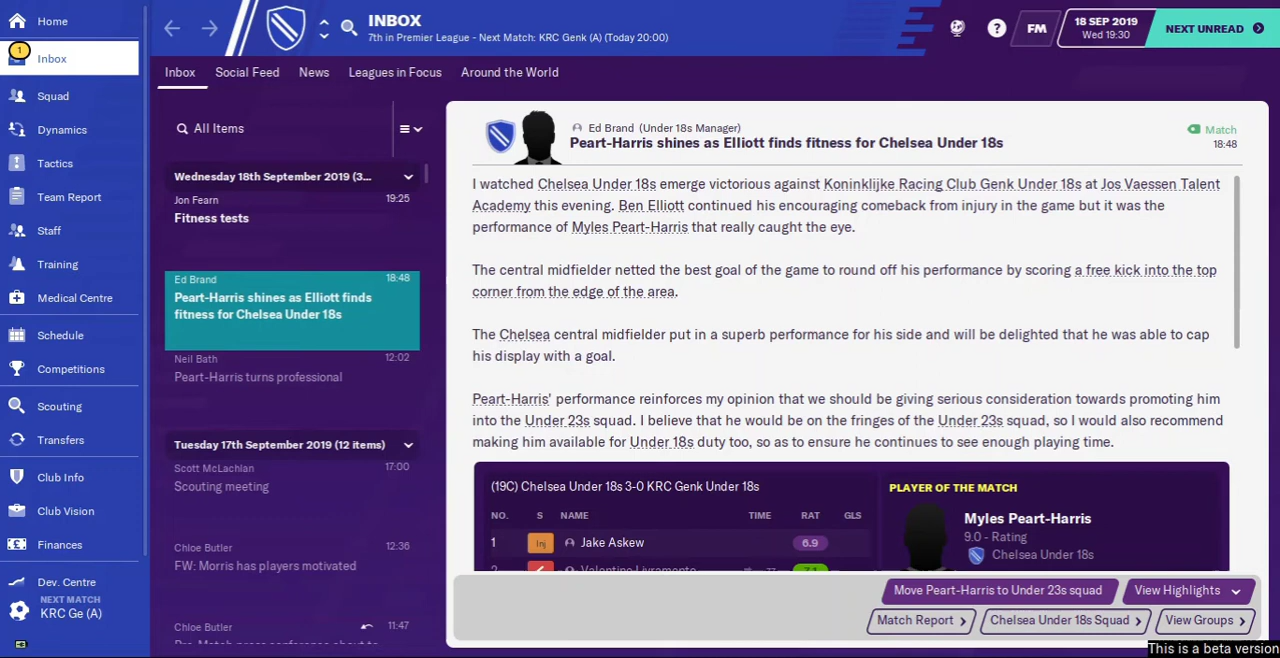 Home
1
Inbox
Squad
Dynamics
Tactics
Team Report
Staff
Training
Medical Centre
Schedule
Competitions
Scouting
Transfers
Club Info
Club Vision
Finances
Dev. Centre
NEXT MATCH
KRC Ge (A)
INBOX
7th in Premier League - Next Match: KRC Genk (A) (Today 20:00)
?
FM
18 SEP 2019
Wed 19:30
NEXT UNREAD
Inbox Social Feed News Leagues in Focus Around the World
All Items
Wednesday 18th September 2019 (3...
Jon Fearn 19:25
Fitness tests
Ed Brand 18:48
Peart-Harris shines as Elliott finds
fitness for Chelsea Under 18s
Neil Bath 12:02
Peart-Harris turns professional
Tuesday 17th September 2019 (12 items)
Scott McLachlan 17:00
Scouting meeting
Chloe Butler 12:36
FW: Morris has players motivated
Chloe Butler 11:47
Pre-Match press conference about to
Ed Brand (Under 18s Manager)
Peart-Harris shines as Elliott finds fitness for Chelsea Under 18s
Match
18:48
I watched Chelsea Under 18s emerge victorious against Koninklijke Racing Club Genk Under 18s at Jos Vaessen Talent
Academy this evening. Ben Elliott continued his encouraging comeback from injury in the game but it was the
performance of Myles Peart-Harris that really caught the eye.
The central midfielder netted the best goal of the game to round off his performance by scoring a free kick into the top
corner from the edge of the area.
The Chelsea central midfielder put in a superb performance for his side and will be delighted that he was able to cap
his display with a goal.
Peart-Harris' performance reinforces my opinion that we should be giving serious consideration towards promoting him
into the Under 23s squad. I believe that he would be on the fringes of the Under 23s squad, so I would also recommend
making him available for Under 18s duty too, so as to ensure he continues to see enough playing time.
(19C) Chelsea Under 18s 3-0 KRC Genk Under 18s
NO. S NAME TIME RAT GLS
1 Inj Jake Askew 6.9
2 Valentino Livramento 77 7.1
PLAYER OF THE MATCH
Myles Peart-Harris
9.0 - Rating
Chelsea Under 18s
Move Peart-Harris to Under 23s squad
View Highlights
Match Report
Chelsea Under 18s Squad
View Groups
This is a beta version